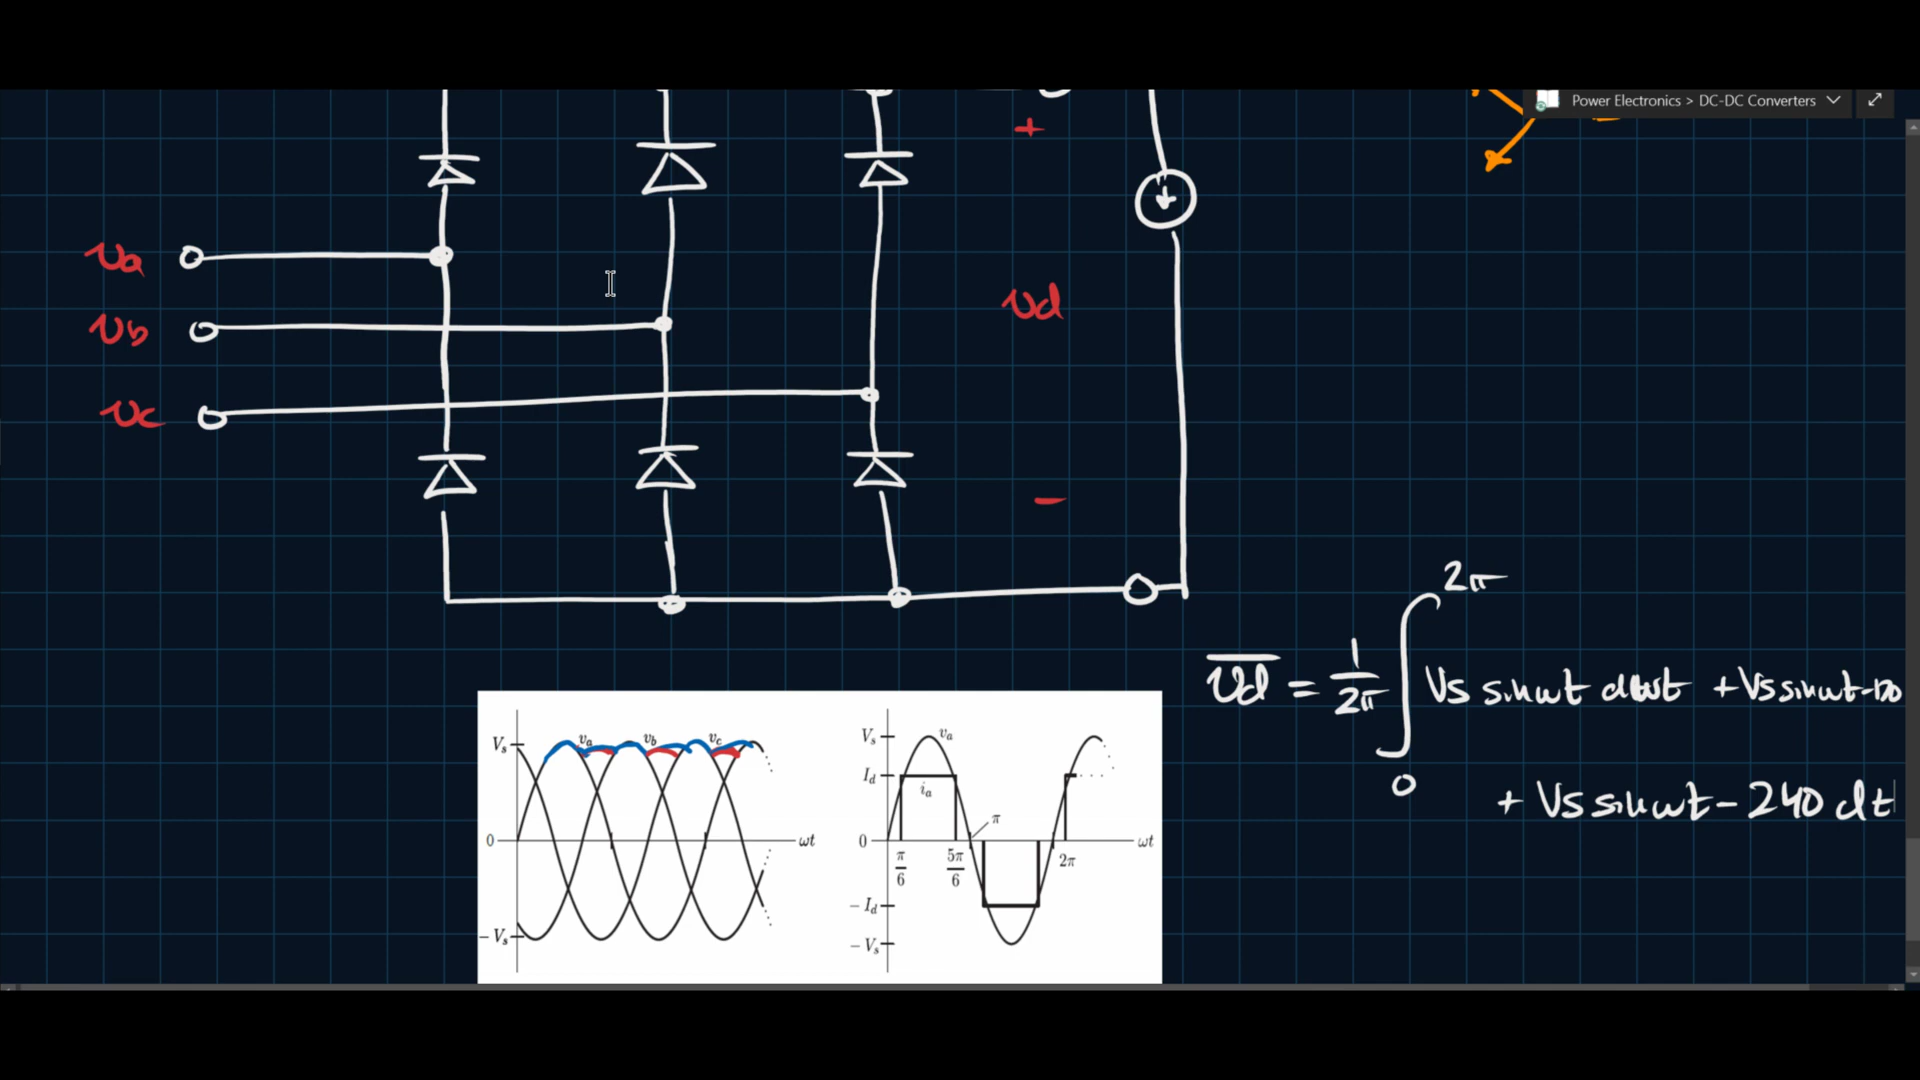 Power Electronics > DC-DC Converters
+
va
vb
vc
vd
−
v̅d̅ = 1/2π ∫ 2π 0 Vs sinωt dωt + Vs sinωt-120
+ Vs sinωt - 240 dt
Vs va vb vc
0 ωt
− Vs
Vs va
Id ia
0 π/6 5π/6 π 2π ωt
− Id
− Vs